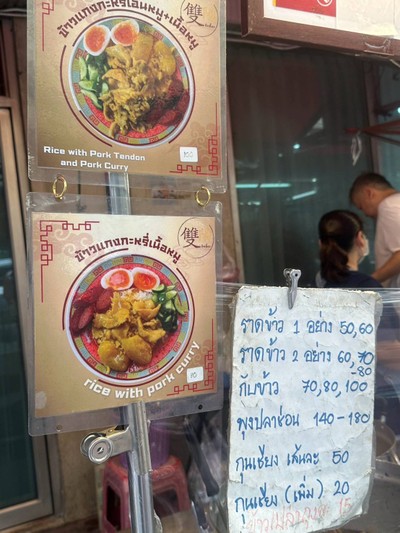 ข้าวแกงกะหรี่เอ็นหมู+เนื้อหมู
雙
Rice with Pork Tendon
and Pork Curry
100
ข้าวแกงกะหรี่เนื้อหมู
雙
rice with pork curry
ราดข้าว 1 อย่าง 50,60
ราดข้าว 2 อย่าง 60,70
-80
กับข้าว 70,80,100
พุงปลาช่อน 140-180
กุนเชียง เส้นละ 50
กุนเชียง (เพิ่ม) 20
15